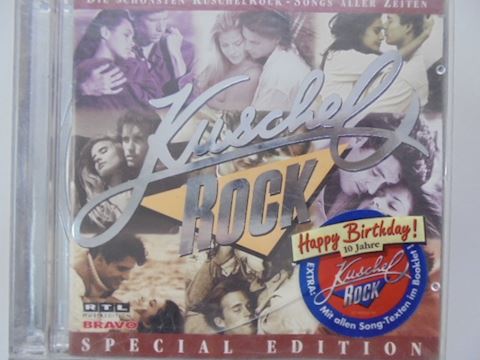 DIE SCHÖNSTEN KUSCHELROCK - SONGS ALLER ZEITEN
Kuschel
ROCK
Happy Birthday!
10 Jahre
EXTRA:
Kuschel
ROCK
Mit allen Song-Texten im Booklet!
RTL
BRAVO
SPECIAL EDITION